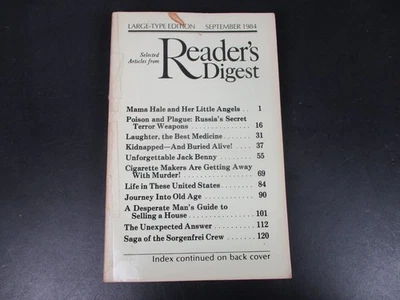 LARGE-TYPE EDITION SEPTEMBER 1984
Selected
Articles from
Reader's
Digest
Mama Hale and Her Little Angels . . 1
Poison and Plague: Russia's Secret
Terror Weapons . . . . . . . . . . . . . 16
Laughter, the Best Medicine . . . . . . 31
Kidnapped—And Buried Alive! . . . . 37
Unforgettable Jack Benny . . . . . . . 55
Cigarette Makers Are Getting Away
With Murder! . . . . . . . . . . . . . . . 69
Life in These United States . . . . . . 84
Journey Into Old Age . . . . . . . . . . 90
A Desperate Man's Guide to
Selling a House . . . . . . . . . . . . . 101
The Unexpected Answer . . . . . . . . 112
Saga of the Sorgenfrei Crew . . . . . 120
Index continued on back cover